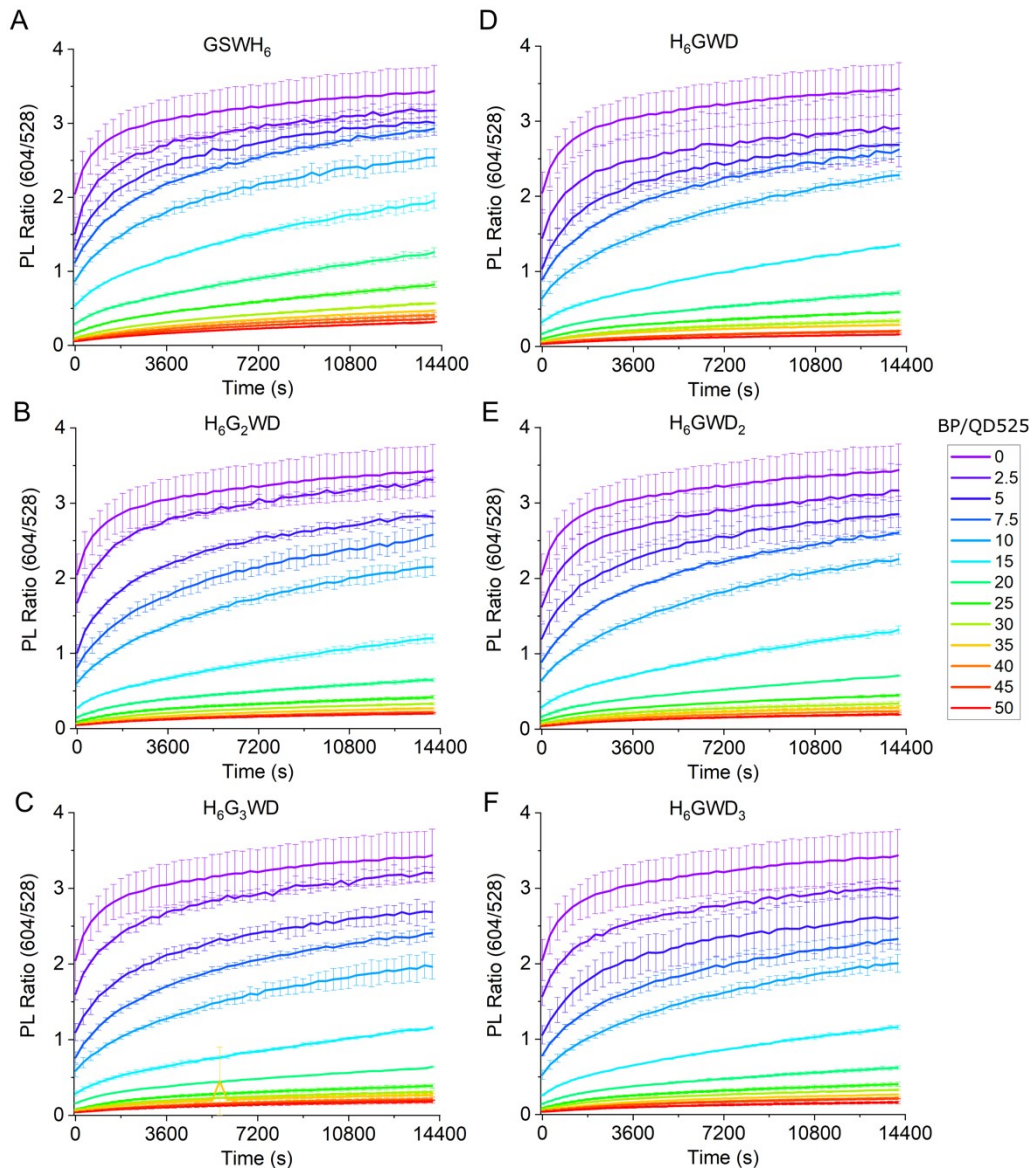 A
GSWH₆
4
3
2
1
0
PL Ratio (604/528)
0 3600 7200 10800 14400
Time (s)
D
H₆GWD
4
3
2
1
0
PL Ratio (604/528)
0 3600 7200 10800 14400
Time (s)
B
H₆G₂WD
4
3
2
1
0
PL Ratio (604/528)
0 3600 7200 10800 14400
Time (s)
E
H₆GWD₂
4
3
2
1
0
PL Ratio (604/528)
0 3600 7200 10800 14400
Time (s)
BP/QD525
0
2.5
5
7.5
10
15
20
25
30
35
40
45
50
C
H₆G₃WD
4
3
2
1
0
PL Ratio (604/528)
0 3600 7200 10800 14400
Time (s)
F
H₆GWD₃
4
3
2
1
0
PL Ratio (604/528)
0 3600 7200 10800 14400
Time (s)